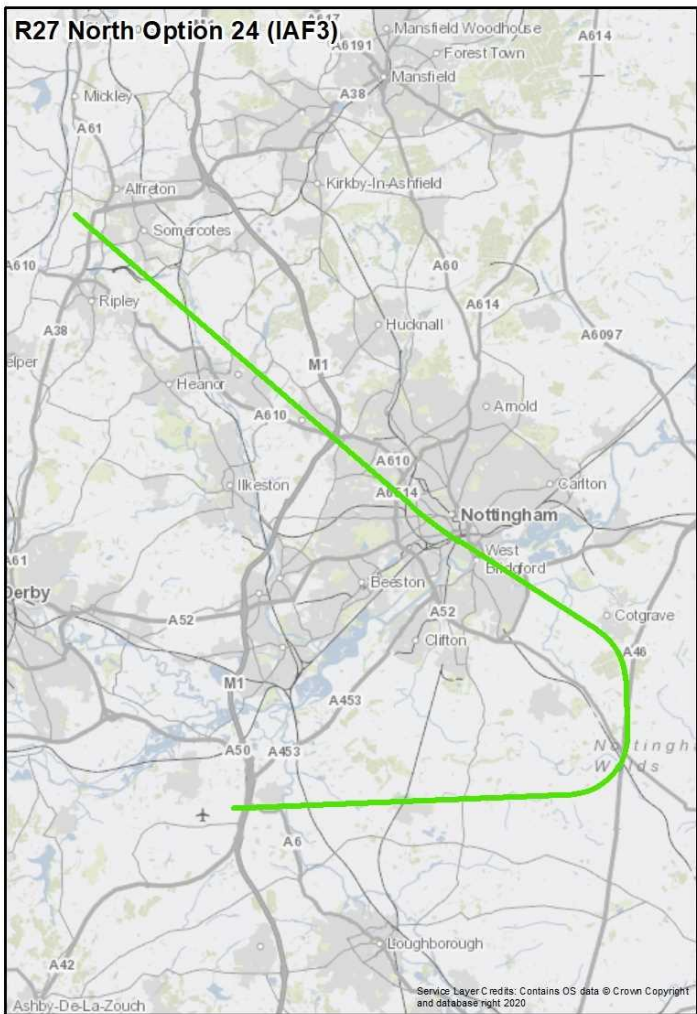 R27 North Option 24 (IAF3)
Mansfield Woodhouse
A614
A6191
Forest Town
Mansfield
Mickley
A38
A61
Alfreton
Kirkby-In-Ashfield
Somercotes
A610
A60
Ripley
A614
A38
Hucknall
A6097
elper
M1
Heanor
A610
Arnold
A610
Ilkeston
A6514
Carlton
Nottingham
West
Bridgford
A61
Beeston
Derby
A52
A52
Cotgrave
Clifton
A46
M1
A453
A50
A453
Nottingh
Wolds
A6
Loughborough
A42
Service Layer Credits: Contains OS data © Crown Copyright
and database right 2020
Ashby-De-La-Zouch